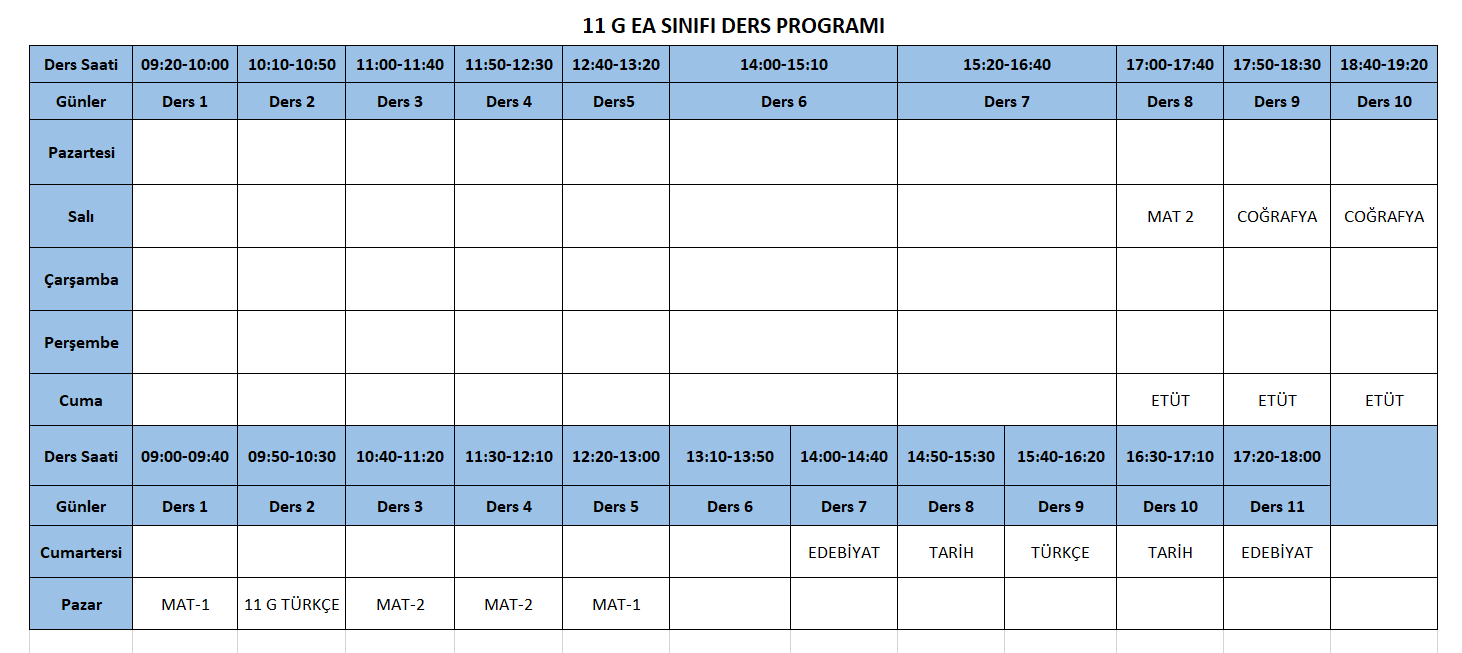 11 G EA SINIFI DERS PROGRAMI
Ders Saati 09:20-10:00 10:10-10:50 11:00-11:40 11:50-12:30 12:40-13:20 14:00-15:10 15:20-16:40 17:00-17:40 17:50-18:30 18:40-19:20
Günler Ders 1 Ders 2 Ders 3 Ders 4 Ders5 Ders 6 Ders 7 Ders 8 Ders 9 Ders 10
Pazartesi
Salı MAT 2 COĞRAFYA COĞRAFYA
Çarşamba
Perşembe
Cuma ETÜT ETÜT ETÜT
Ders Saati 09:00-09:40 09:50-10:30 10:40-11:20 11:30-12:10 12:20-13:00 13:10-13:50 14:00-14:40 14:50-15:30 15:40-16:20 16:30-17:10 17:20-18:00
Günler Ders 1 Ders 2 Ders 3 Ders 4 Ders 5 Ders 6 Ders 7 Ders 8 Ders 9 Ders 10 Ders 11
Cumartersi EDEBİYAT TARİH TÜRKÇE TARİH EDEBİYAT
Pazar MAT-1 11 G TÜRKÇE MAT-2 MAT-2 MAT-1